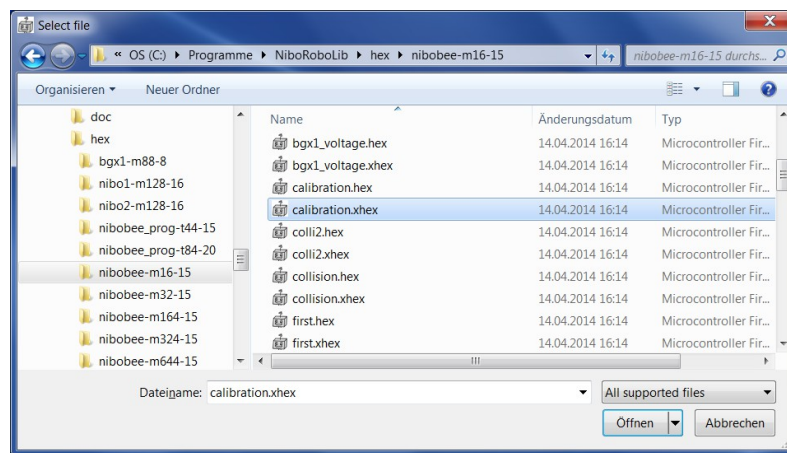 Select file
« OS (C:) ▸ Programme ▸ NiboRoboLib ▸ hex ▸ nibobee-m16-15
nibobee-m16-15 durchs...
Organisieren Neuer Ordner
doc
hex
bgx1-m88-8
nibo1-m128-16
nibo2-m128-16
nibobee_prog-t44-15
nibobee_prog-t84-20
nibobee-m16-15
nibobee-m32-15
nibobee-m164-15
nibobee-m324-15
nibobee-m644-15
Name Änderungsdatum Typ
bgx1_voltage.hex 14.04.2014 16:14 Microcontroller Fir...
bgx1_voltage.xhex 14.04.2014 16:14 Microcontroller Fir...
calibration.hex 14.04.2014 16:14 Microcontroller Fir...
calibration.xhex 14.04.2014 16:14 Microcontroller Fir...
colli2.hex 14.04.2014 16:14 Microcontroller Fir...
colli2.xhex 14.04.2014 16:14 Microcontroller Fir...
collision.hex 14.04.2014 16:14 Microcontroller Fir...
collision.xhex 14.04.2014 16:14 Microcontroller Fir...
first.hex 14.04.2014 16:14 Microcontroller Fir...
first.xhex 14.04.2014 16:14 Microcontroller Fir...
Dateiname: calibration.xhex All supported files
Öffnen Abbrechen